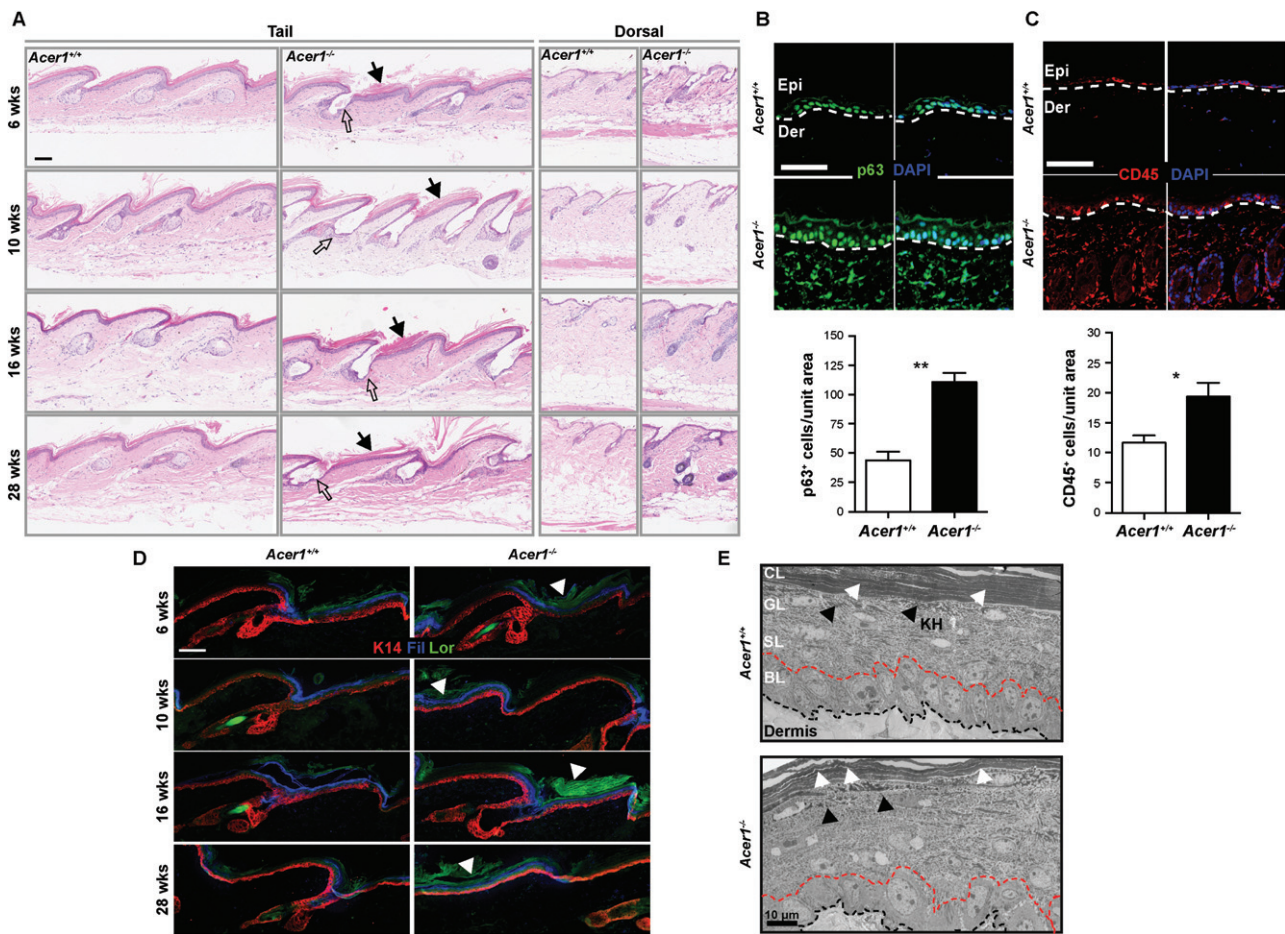 A
Tail
Dorsal
Acer1+/+
Acer1-/-
Acer1+/+
Acer1-/-
6 wks
10 wks
16 wks
28 wks
B
Acer1+/+
Epi
Der
p63 DAPI
Acer1-/-
p63+ cells/unit area
150
125
100
75
50
25
0
**
Acer1+/+
Acer1-/-
C
Acer1+/+
Epi
Der
CD45 DAPI
Acer1-/-
CD45+ cells/unit area
30
25
20
15
10
5
0
*
Acer1+/+
Acer1-/-
D
Acer1+/+
Acer1-/-
6 wks
K14 Fil Lor
10 wks
16 wks
28 wks
E
Acer1+/+
CL
GL
KH
SL
BL
Dermis
Acer1-/-
10 µm